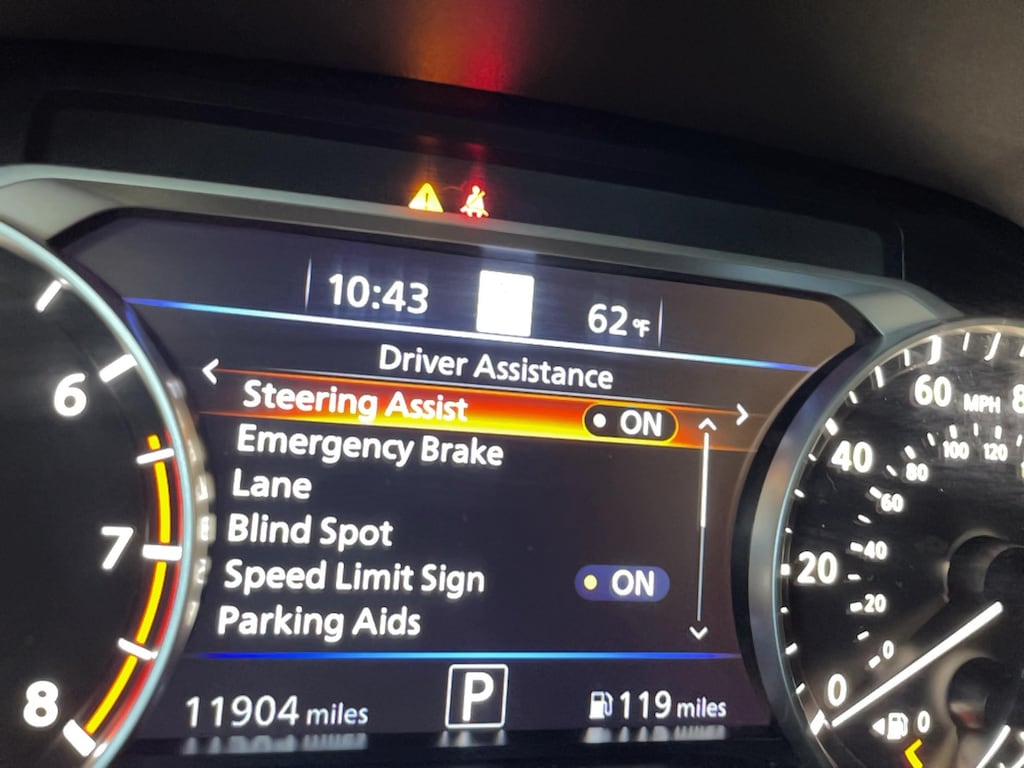 10:43
62°F
Driver Assistance
Steering Assist ON
Emergency Brake
Lane
Blind Spot
Speed Limit Sign ON
Parking Aids
P
11904 miles
119 miles
6
7
8
60 MPH 8
40
20
0
100 120
80
60
40
20
0
0